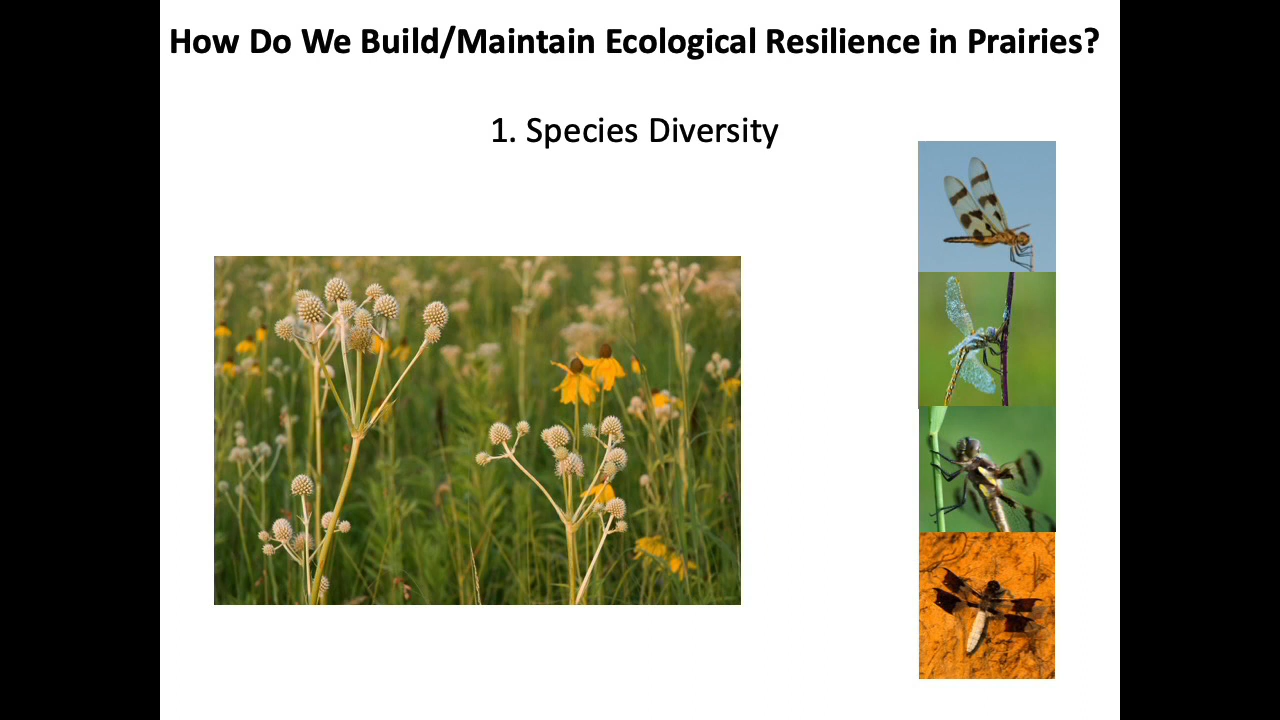 How Do We Build/Maintain Ecological Resilience in Prairies?
1. Species Diversity